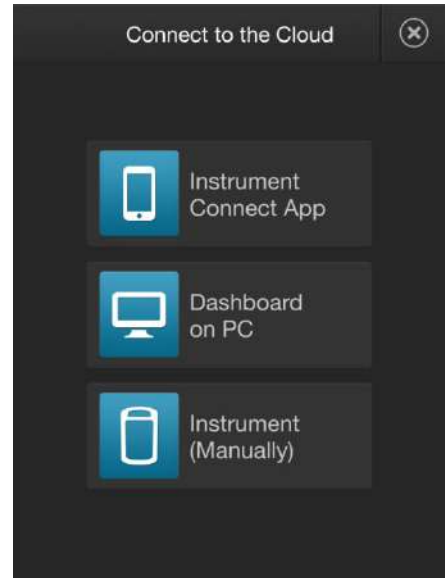 Connect to the Cloud
Instrument
Connect App
Dashboard
on PC
Instrument
(Manually)